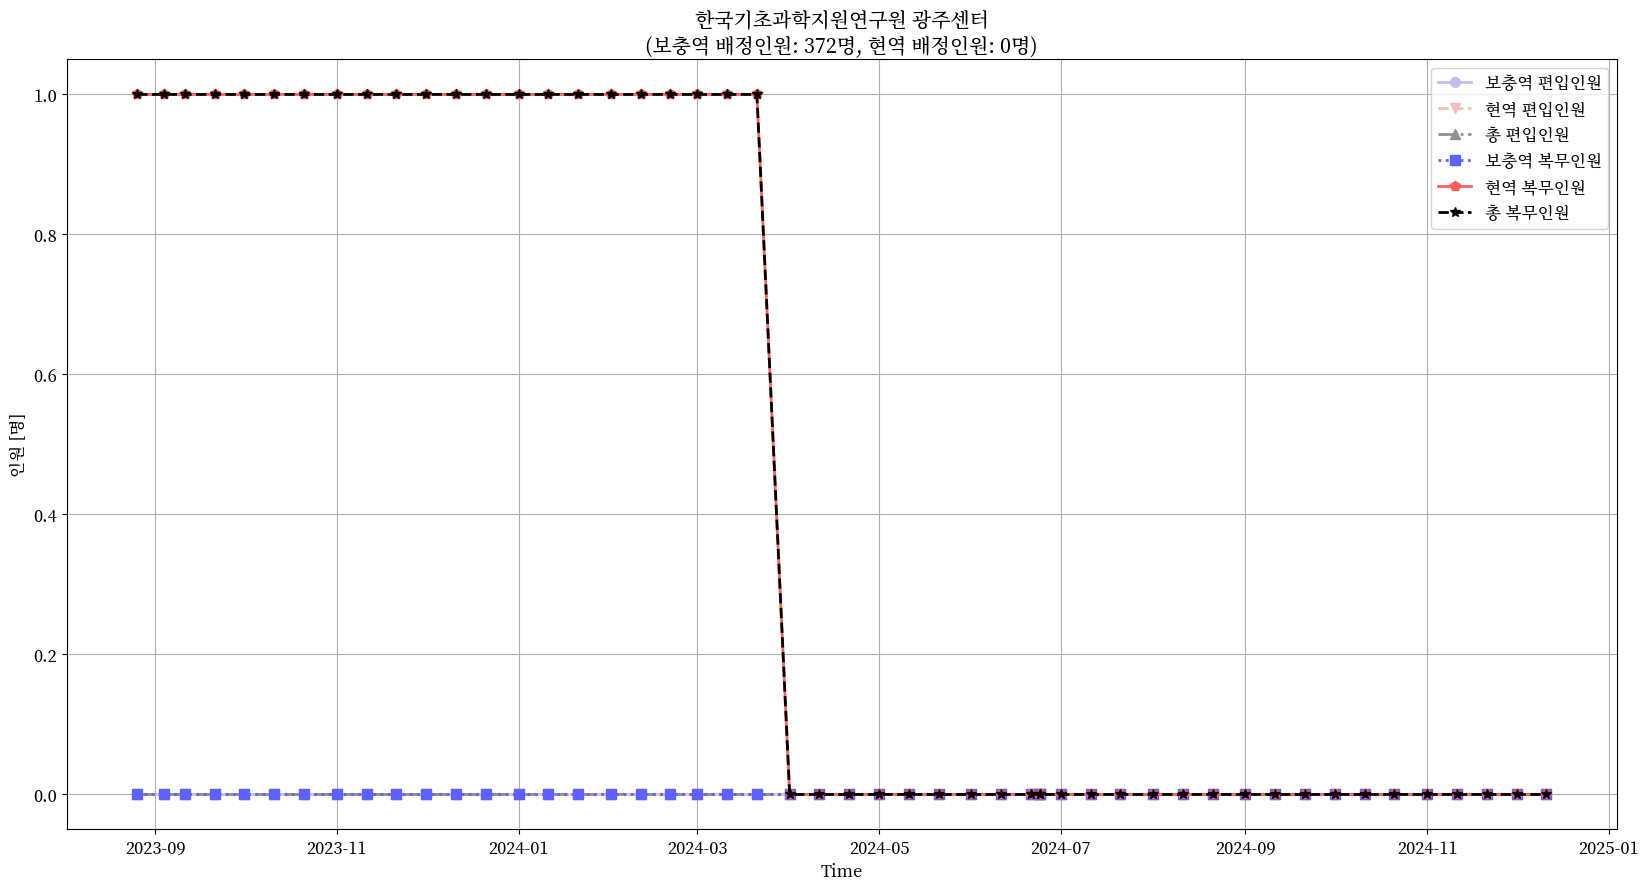 한국기초과학지원연구원 광주센터
(보충역 배정인원: 372명, 현역 배정인원: 0명)
보충역 편입인원
현역 편입인원
총 편입인원
보충역 복무인원
현역 복무인원
총 복무인원
인원 [명]
1.0
0.8
0.6
0.4
0.2
0.0
2023-09 2023-11 2024-01 2024-03 2024-05 2024-07 2024-09 2024-11 2025-01
Time